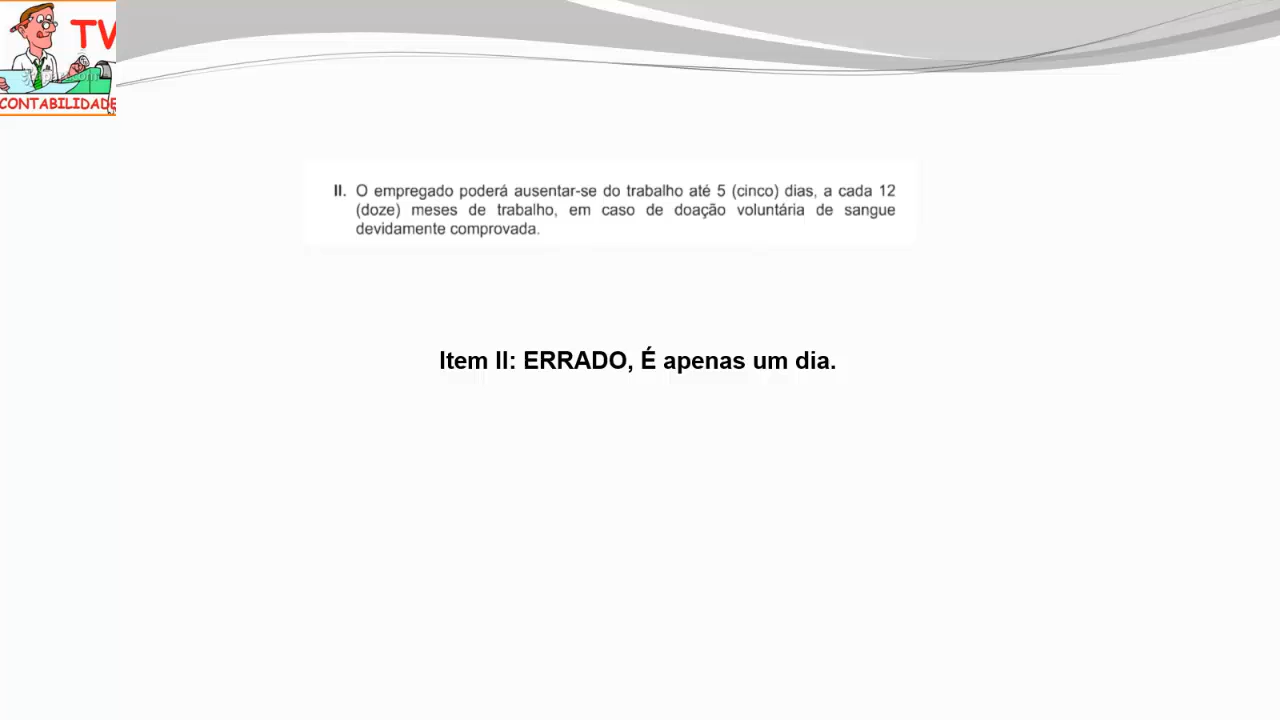 TV
CONTABILIDADE
II. O empregado poderá ausentar-se do trabalho até 5 (cinco) dias, a cada 12
(doze) meses de trabalho, em caso de doação voluntária de sangue
devidamente comprovada.
Item II: ERRADO, É apenas um dia.